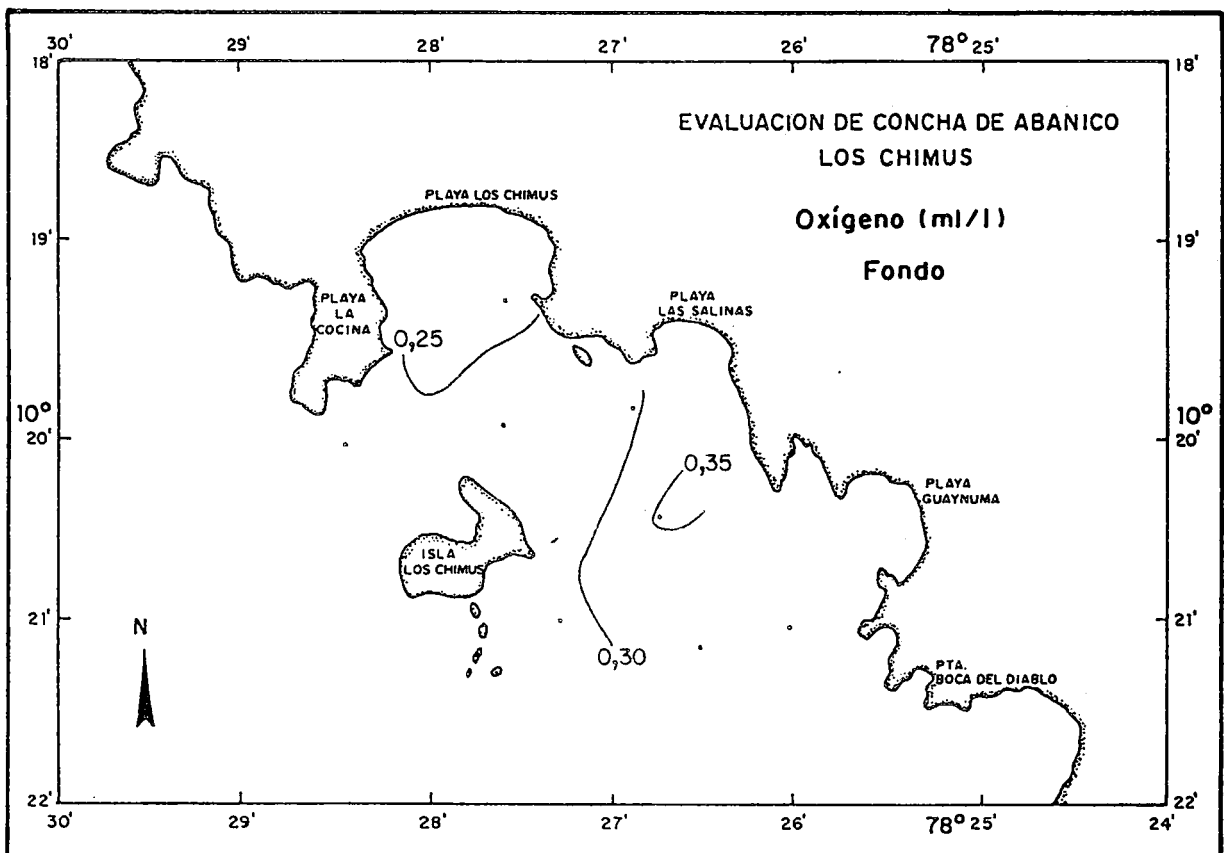 30' 29' 28' 27' 26' 78° 25'
18' 18'
EVALUACION DE CONCHA DE ABANICO
LOS CHIMUS
Oxígeno (ml/l)
Fondo
PLAYA LOS CHIMUS
19' 19'
PLAYA
LA
COCINA
PLAYA
LAS SALINAS
0,25
10° 10°
20' 20'
0,35
PLAYA
GUAYNUMA
ISLA
LOS CHIMUS
21' 21'
N
0,30
PTA.
BOCA DEL DIABLO
22' 22'
30' 29' 28' 27' 26' 78° 25' 24'